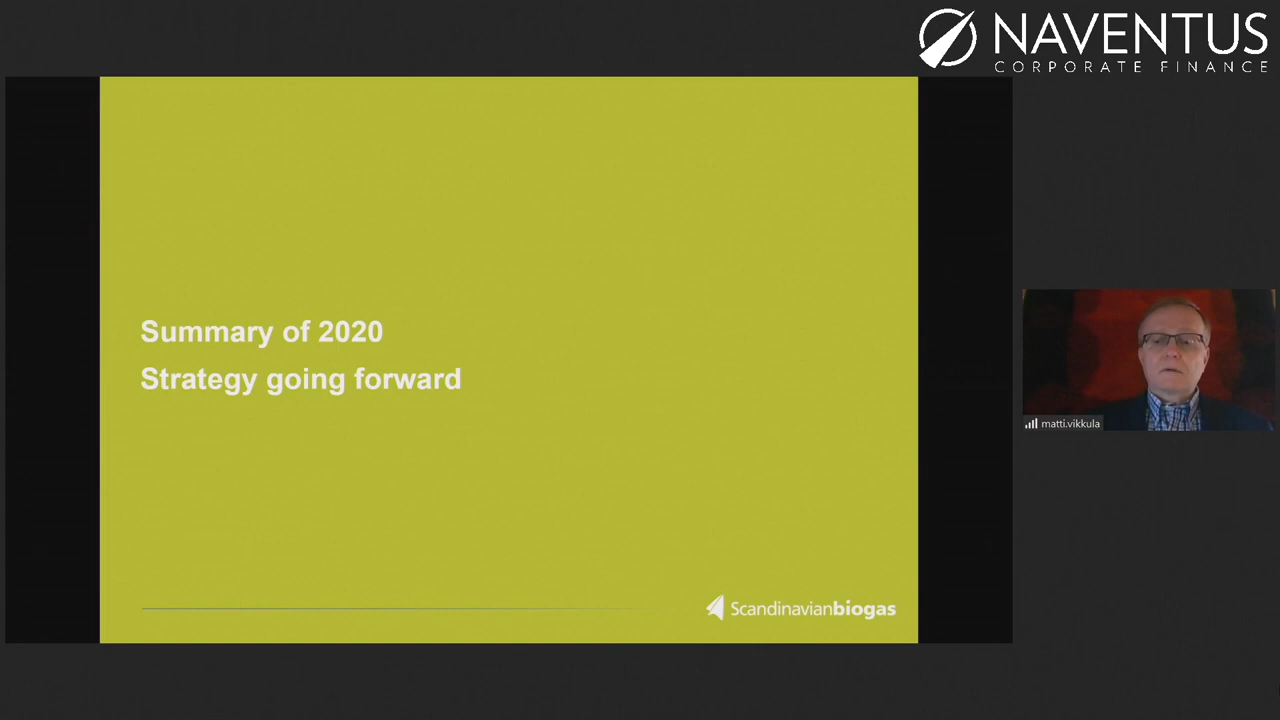 NAVENTUS
CORPORATE FINANCE
Summary of 2020
Strategy going forward
Scandinavianbiogas
matti.vikkula